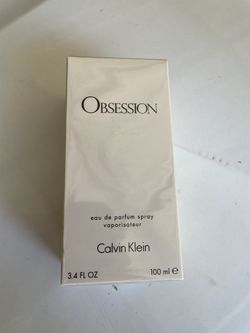 OBSESSION
eau de parfum spray
vaporisateur
Calvin Klein
3.4 FL OZ 100 ml ℮